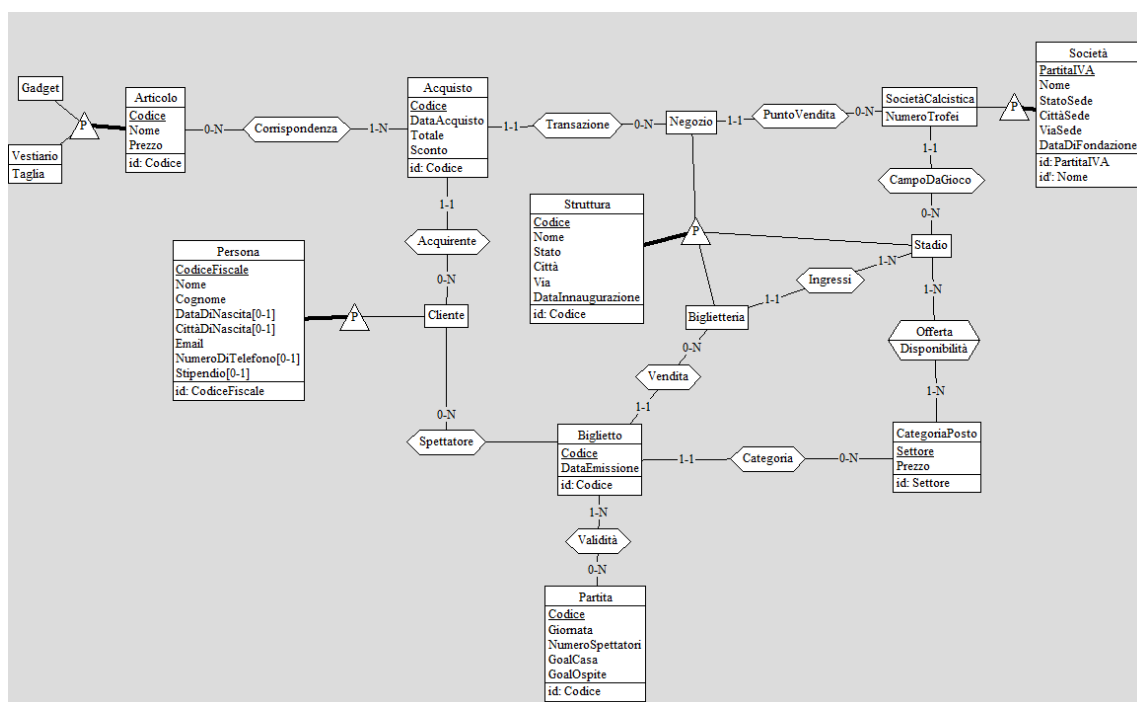 Gadget
P
Vestiario
Taglia
Articolo
Codice
Nome
Prezzo
id: Codice
0-N
Corrispondenza
1-N
Acquisto
Codice
DataAcquisto
Totale
Sconto
id: Codice
1-1
Transazione
0-N
Negozio
1-1
PuntoVendita
0-N
SocietàCalcistica
NumeroTrofei
P
Società
PartitaIVA
Nome
StatoSede
CittàSede
ViaSede
DataDiFondazione
id: PartitaIVA
id': Nome
1-1
CampoDaGioco
0-N
Stadio
1-1
Acquirente
0-N
Struttura
Codice
Nome
Stato
Città
Via
DataInnaugurazione
id: Codice
P
Persona
CodiceFiscale
Nome
Cognome
DataDiNascita[0-1]
CittàDiNascita[0-1]
Email
NumeroDiTelefono[0-1]
Stipendio[0-1]
id: CodiceFiscale
P
Cliente
Biglietteria
1-1
Ingressi
1-N
1-N
Offerta
Disponibilità
1-N
0-N
Vendita
1-1
0-N
Spettatore
Biglietto
Codice
DataEmissione
id: Codice
1-1
Categoria
0-N
CategoriaPosto
Settore
Prezzo
id: Settore
1-N
Validità
0-N
Partita
Codice
Giornata
NumeroSpettatori
GoalCasa
GoalOspite
id: Codice